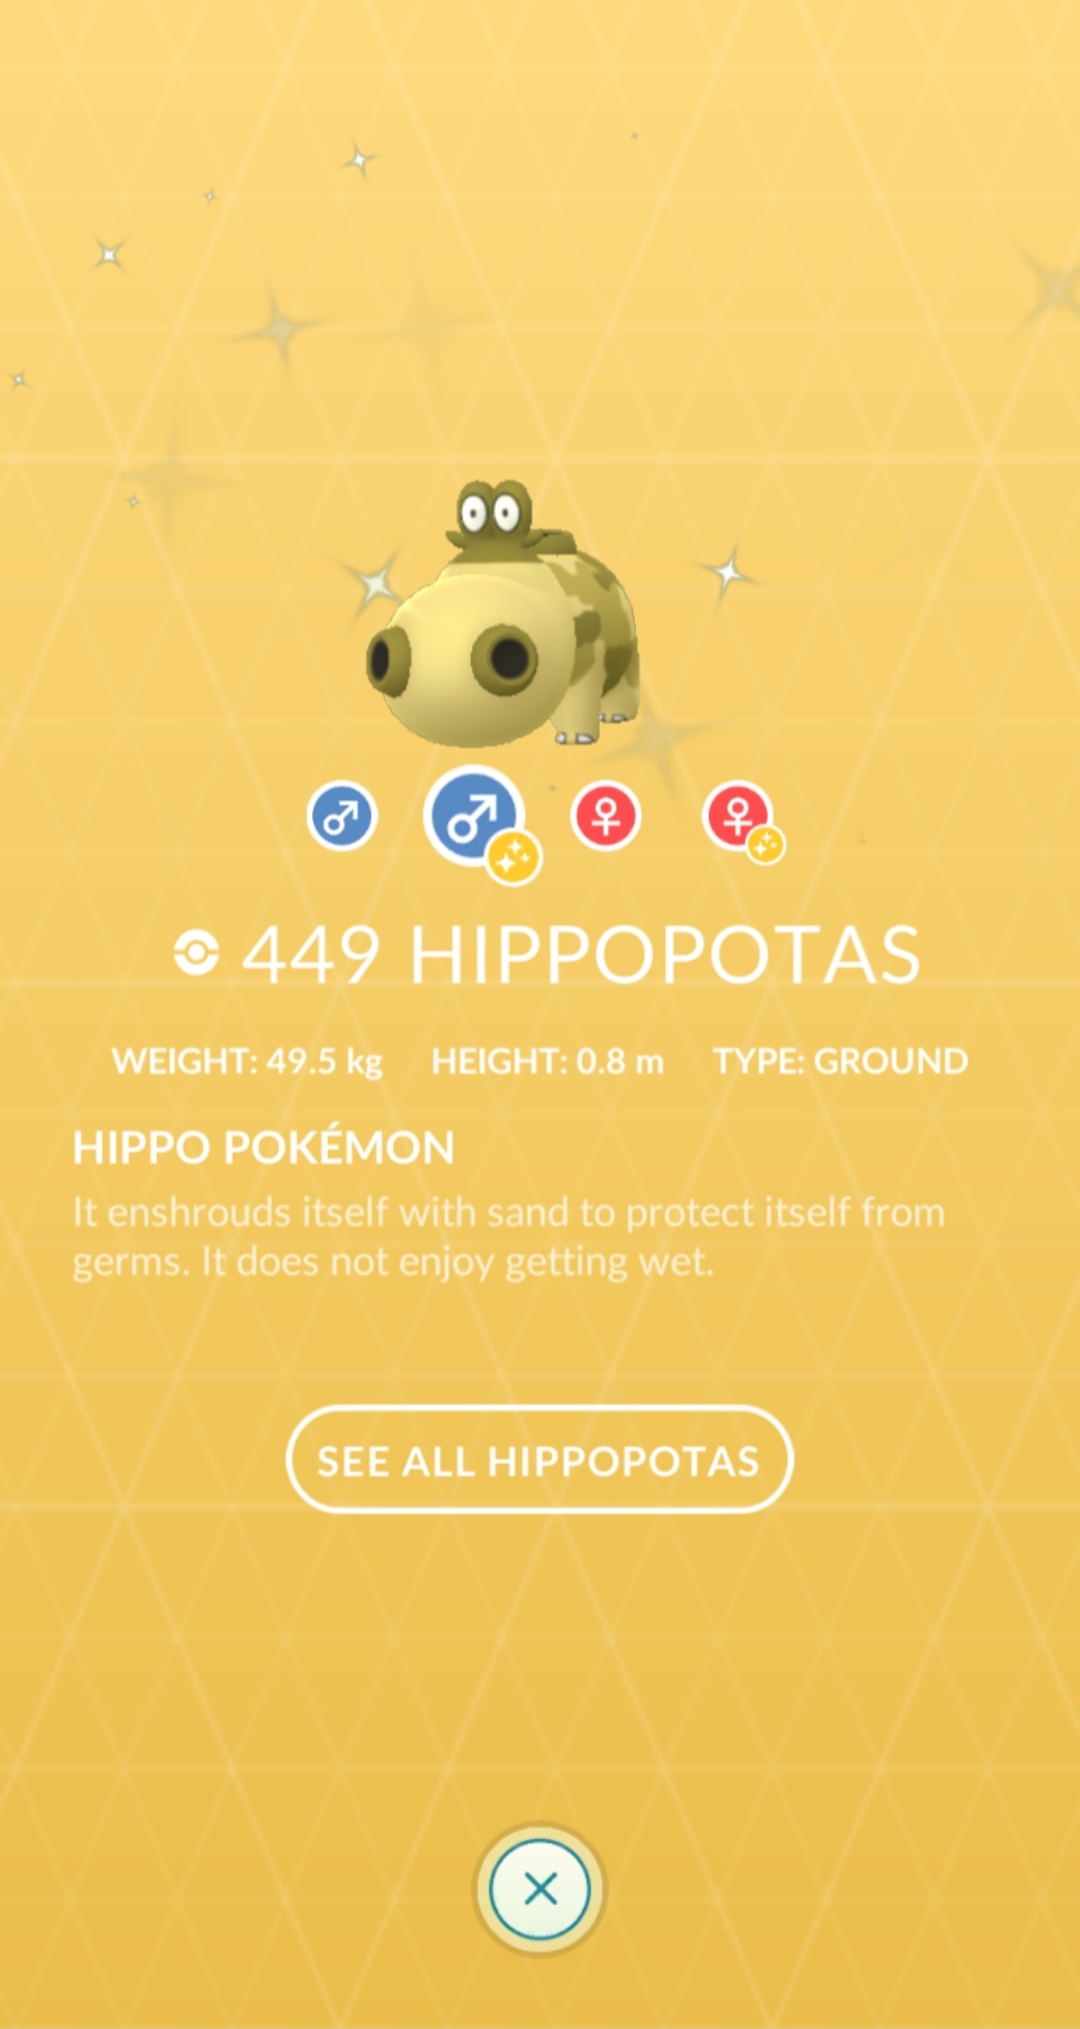 449 HIPPOPOTAS
WEIGHT: 49.5 kg HEIGHT: 0.8 m TYPE: GROUND
HIPPO POKÉMON
It enshrouds itself with sand to protect itself from
germs. It does not enjoy getting wet.
SEE ALL HIPPOPOTAS